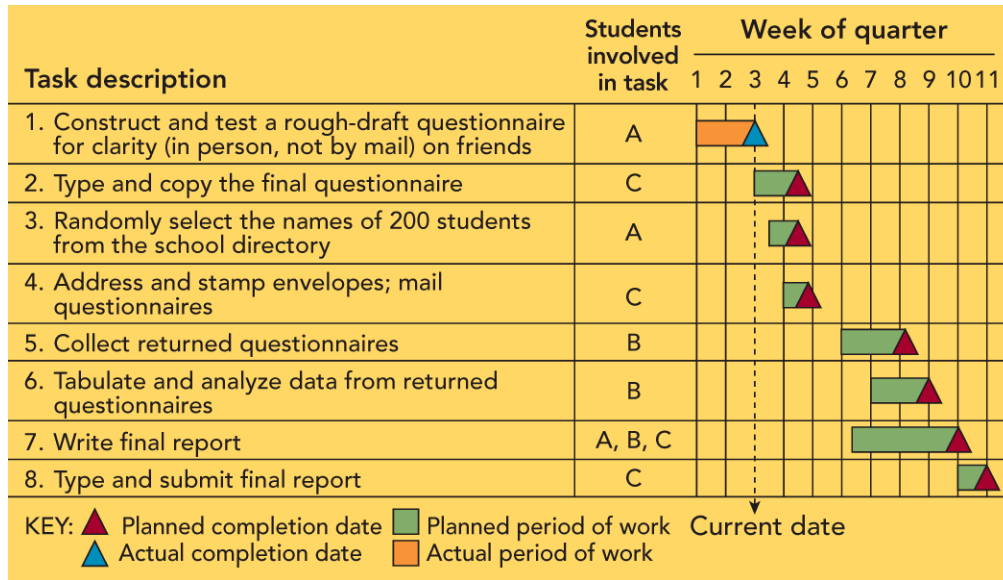 Students involved in task
Week of quarter
Task description
1 2 3 4 5 6 7 8 9 10 11
1. Construct and test a rough-draft questionnaire
for clarity (in person, not by mail) on friends
A
2. Type and copy the final questionnaire
C
3. Randomly select the names of 200 students
from the school directory
A
4. Address and stamp envelopes; mail
questionnaires
C
5. Collect returned questionnaires
B
6. Tabulate and analyze data from returned
questionnaires
B
7. Write final report
A, B, C
8. Type and submit final report
C
KEY: Planned completion date
Planned period of work
Current date
Actual completion date
Actual period of work